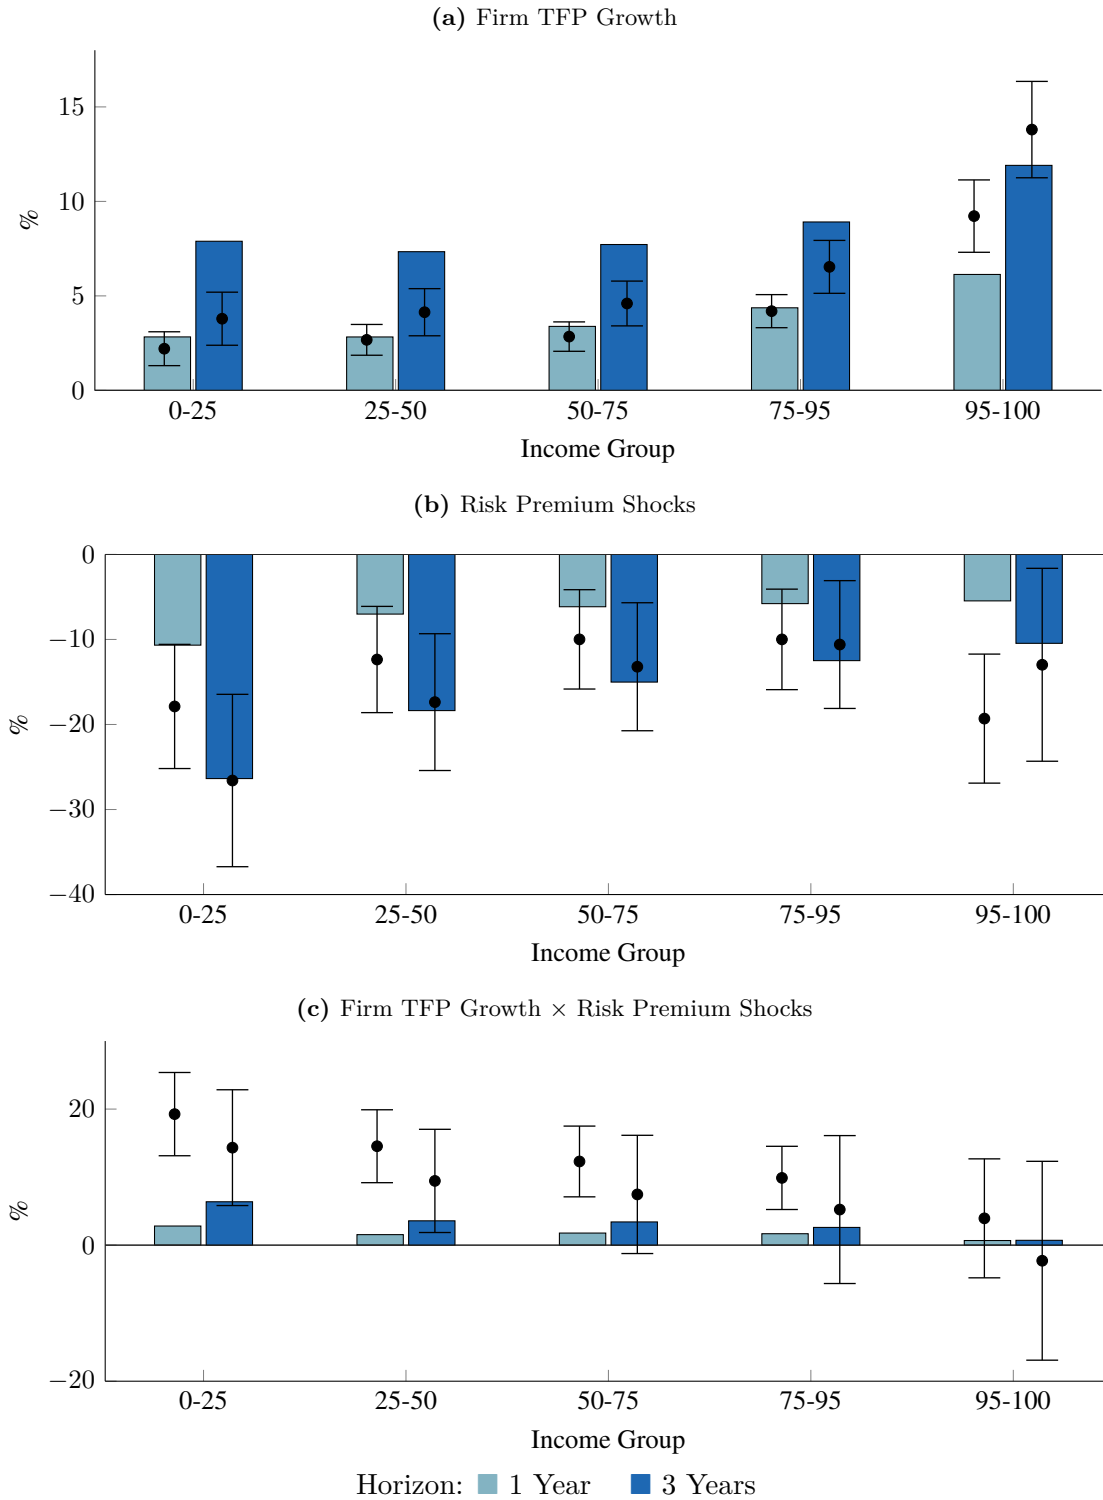 (a) Firm TFP Growth
15
10
5
0
%
0-25 25-50 50-75 75-95 95-100
Income Group
(b) Risk Premium Shocks
0
−10
−20
−30
−40
%
0-25 25-50 50-75 75-95 95-100
Income Group
(c) Firm TFP Growth × Risk Premium Shocks
20
0
−20
%
0-25 25-50 50-75 75-95 95-100
Income Group
Horizon: 1 Year 3 Years